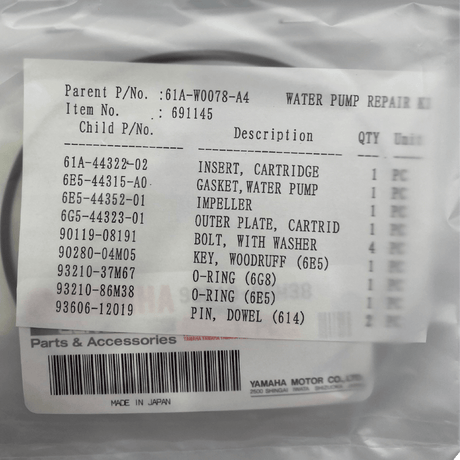 Parent P/No. :61A-W0078-A4 WATER PUMP REPAIR
Item No. : 691145
Child P/No. Description QTY Unit
61A-44322-02 INSERT, CARTRIDGE 1 PC
6E5-44315-A0 GASKET,WATER PUMP 1 PC
6E5-44352-01 IMPELLER 1 PC
6G5-44323-01 OUTER PLATE, CARTRID 1 PC
90119-08191 BOLT, WITH WASHER 4 PC
90280-04M05 KEY, WOODRUFF (6E5) 1 PC
93210-37M67 O-RING (6G8) 1 PC
93210-86M38 O-RING (6E5) 1 PC
93606-12019 PIN, DOWEL (614) 2 PC
Parts & Accessories
YAMAHA MOTOR CO., LTD.
MADE IN JAPAN